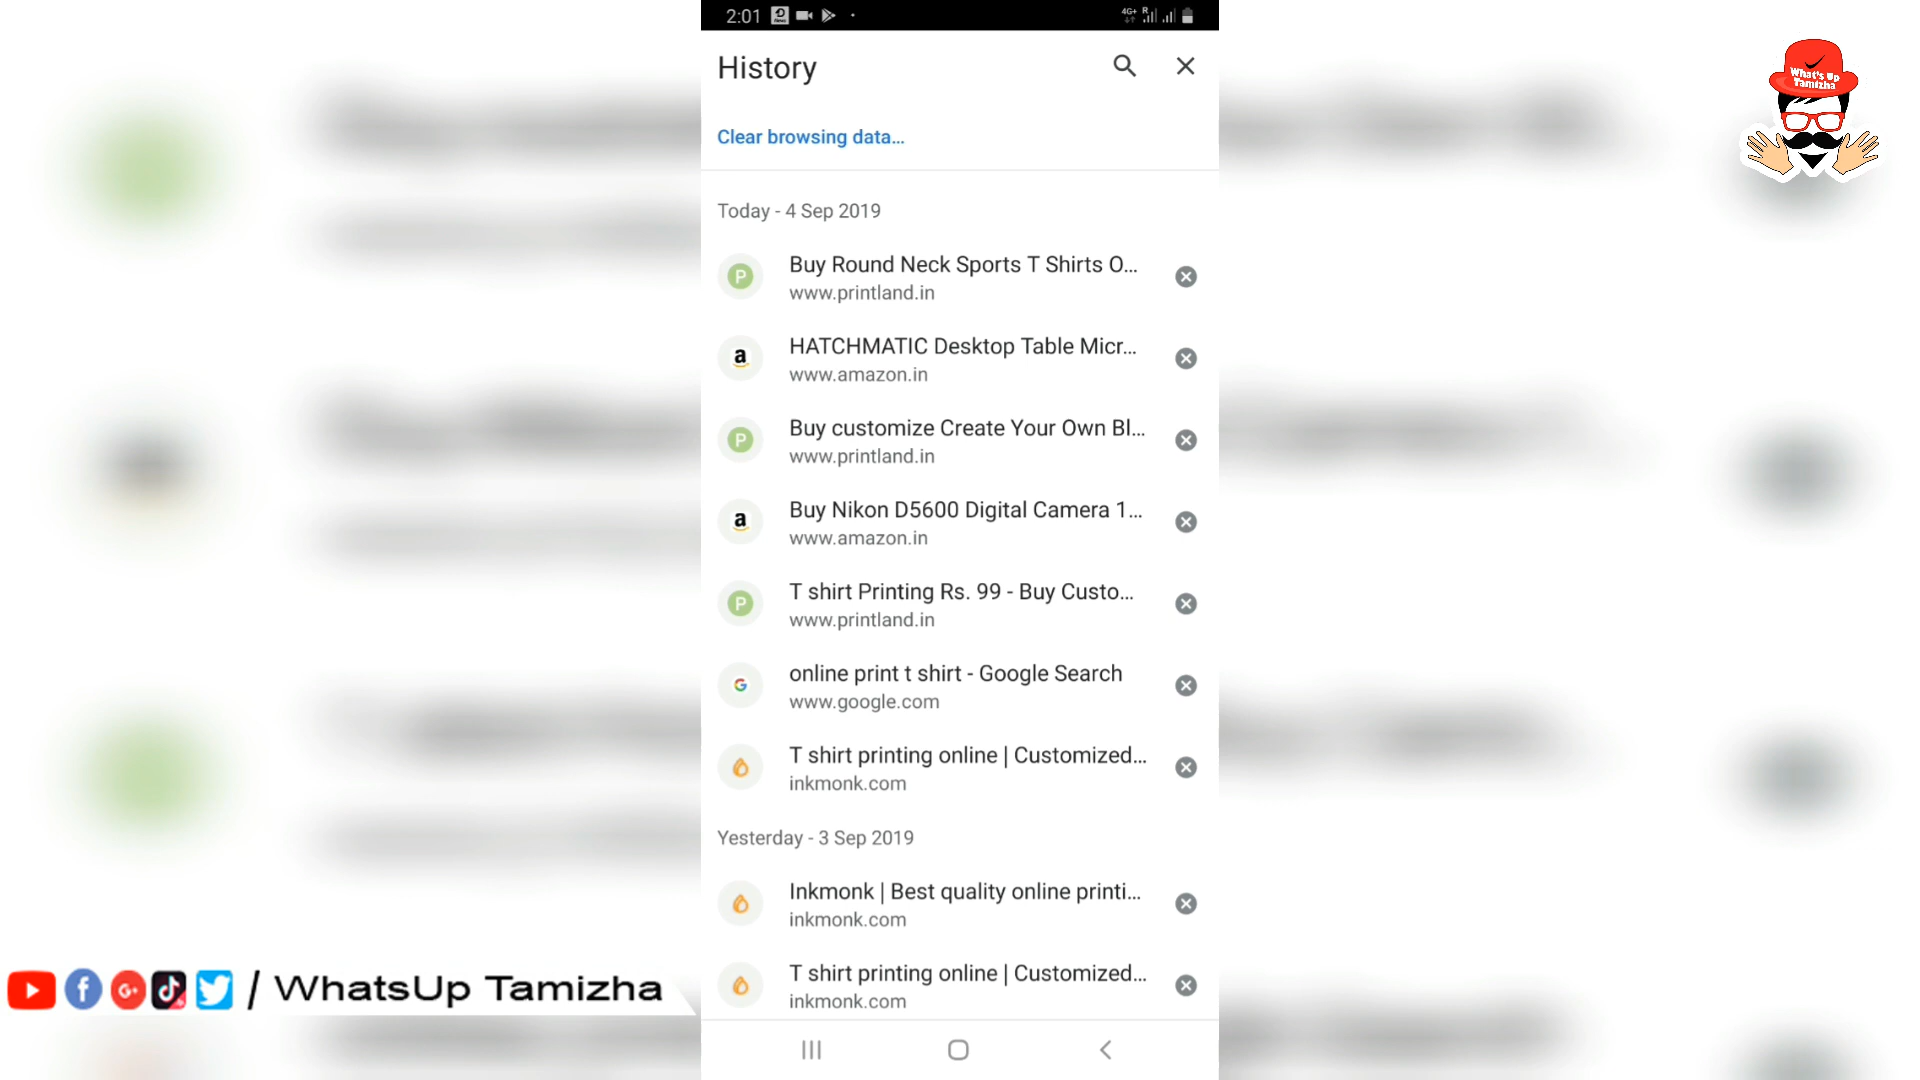 2:01
4G+ R
History
Clear browsing data...
Today - 4 Sep 2019
Buy Round Neck Sports T Shirts O...
www.printland.in
HATCHMATIC Desktop Table Micr...
www.amazon.in
Buy customize Create Your Own Bl...
www.printland.in
Buy Nikon D5600 Digital Camera 1...
www.amazon.in
T shirt Printing Rs. 99 - Buy Custo...
www.printland.in
online print t shirt - Google Search
www.google.com
T shirt printing online | Customized...
inkmonk.com
Yesterday - 3 Sep 2019
Inkmonk | Best quality online printi...
inkmonk.com
T shirt printing online | Customized...
inkmonk.com
What's Up
Tamizha
/ WhatsUp Tamizha